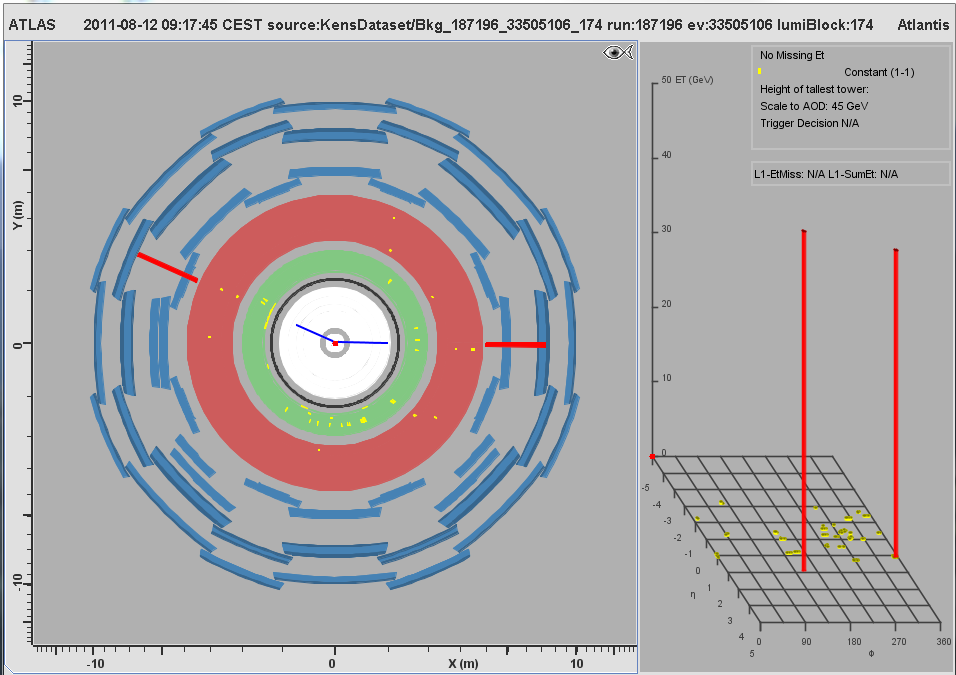 ATLAS 2011-08-12 09:17:45 CEST source:KensDataset/Bkg_187196_33505106_174 run:187196 ev:33505106 lumiBlock:174 Atlantis
No Missing Et
Constant (1-1)
Height of tallest tower:
Scale to AOD: 45 GeV
Trigger Decision N/A
L1-EtMiss: N/A L1-SumEt: N/A
10
Y (m)
0
-10
-10
0
X (m)
10
50 ET (GeV)
40
30
20
10
0
-5
-4
-3
-2
-1
0
1
2
3
4
5
η
0
90
180
270
360
Φ